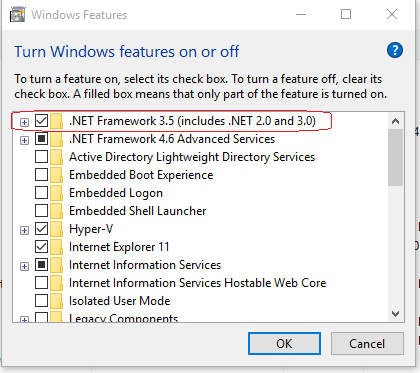 Windows Features
Turn Windows features on or off
?
To turn a feature on, select its check box. To turn a feature off, clear its
check box. A filled box means that only part of the feature is turned on.
.NET Framework 3.5 (includes .NET 2.0 and 3.0)
.NET Framework 4.6 Advanced Services
Active Directory Lightweight Directory Services
Embedded Boot Experience
Embedded Logon
Embedded Shell Launcher
Hyper-V
Internet Explorer 11
Internet Information Services
Internet Information Services Hostable Web Core
Isolated User Mode
Legacy Components
OK
Cancel